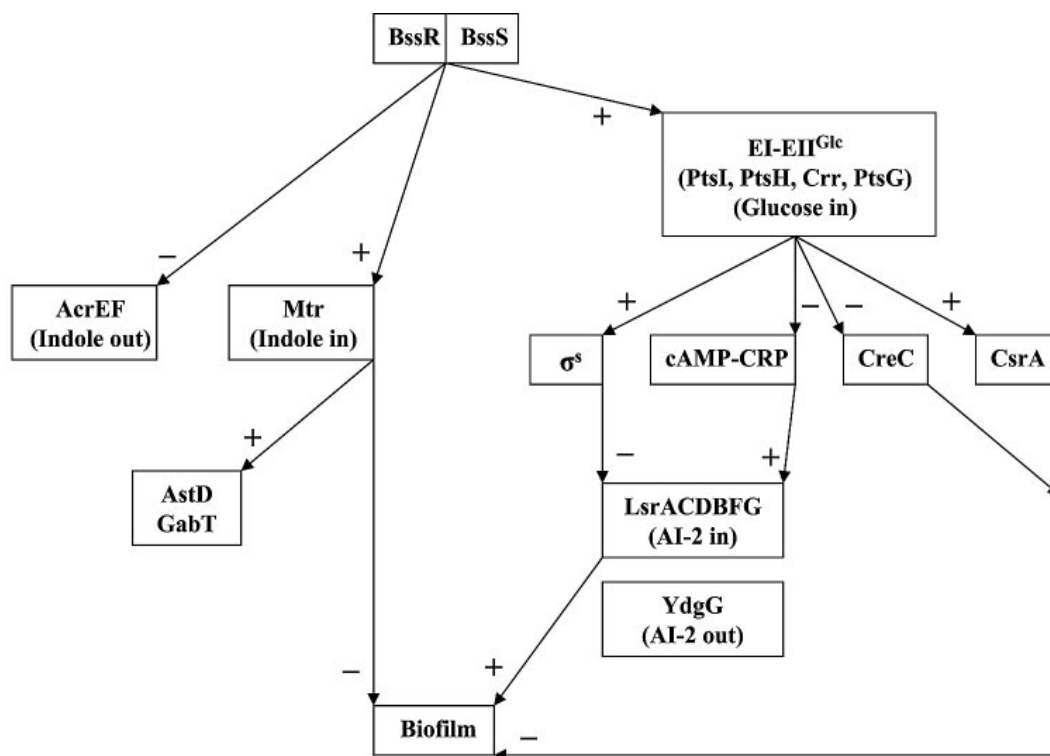 BssR BssS
+
EI-EII^Glc
(PtsI, PtsH, Crr, PtsG)
(Glucose in)
− +
AcrEF
(Indole out)
Mtr
(Indole in)
+ − − +
σˢ
cAMP-CRP
CreC
CsrA
+
− +
AstD
GabT
LsrACDBFG
(AI-2 in)
YdgG
(AI-2 out)
− +
Biofilm
−